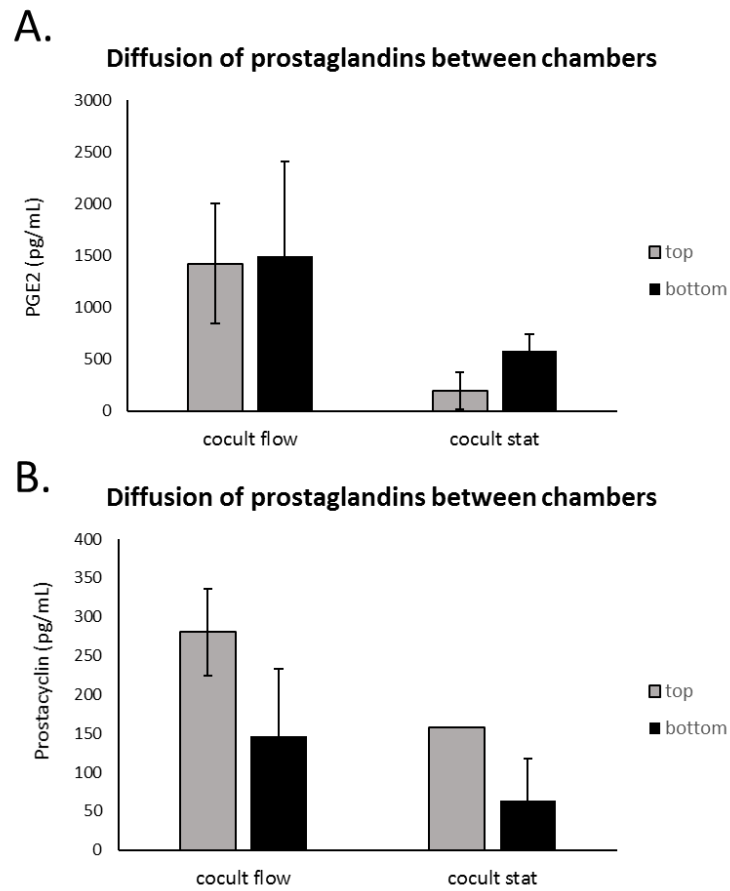 A.
Diffusion of prostaglandins between chambers
PGE2 (pg/mL)
3000
2500
2000
1500
1000
500
0
cocult flow
cocult stat
top
bottom
B.
Diffusion of prostaglandins between chambers
Prostacyclin (pg/mL)
400
350
300
250
200
150
100
50
0
cocult flow
cocult stat
top
bottom